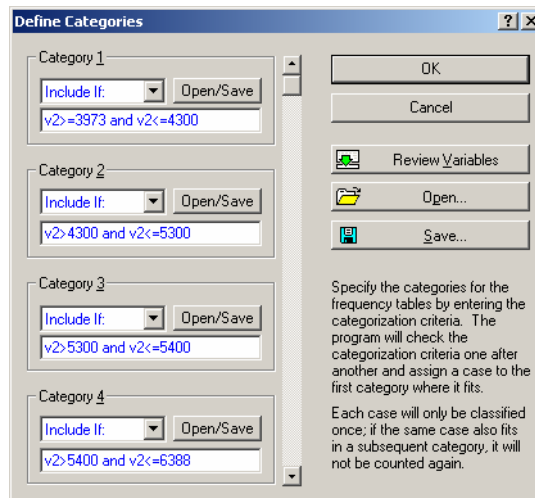 Define Categories
Category 1
Include If:
Open/Save
v2>=3973 and v2<=4300
Category 2
Include If:
Open/Save
v2>4300 and v2<=5300
Category 3
Include If:
Open/Save
v2>5300 and v2<=5400
Category 4
Include If:
Open/Save
v2>5400 and v2<=6388
OK
Cancel
Review Variables
Open...
Save...
Specify the categories for the
frequency tables by entering the
categorization criteria. The
program will check the
categorization criteria one after
another and assign a case to the
first category where it fits.
Each case will only be classified
once; if the same case also fits
in a subsequent category, it will
not be counted again.